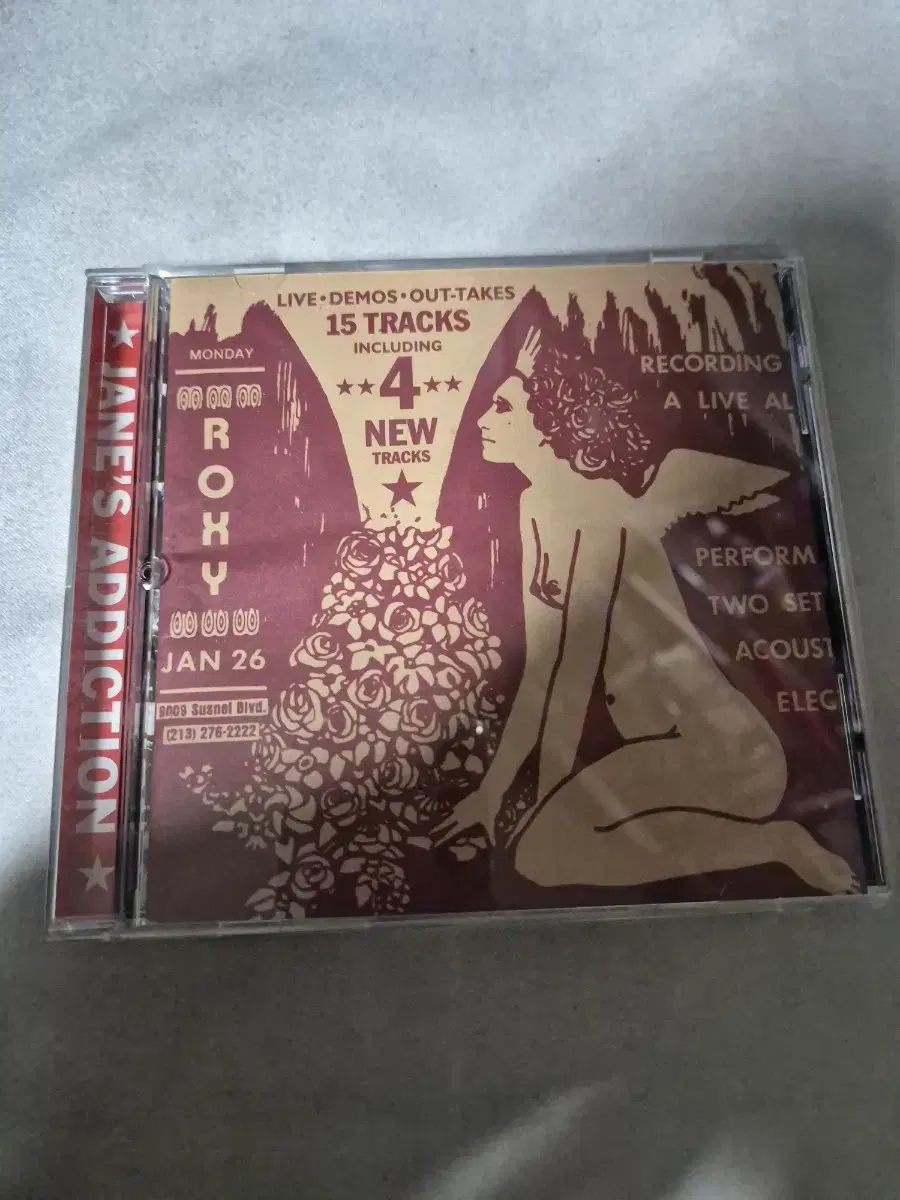 ★ JANE'S ADDICTION ★
LIVE • DEMOS • OUT-TAKES
15 TRACKS
INCLUDING
★★4★★
NEW
TRACKS
★
MONDAY
ROXY
JAN 26
9009 Susnel Blvd.
(213) 276-2222
RECORDING
A LIVE AL
PERFORM
TWO SET
ACOUST
ELEC